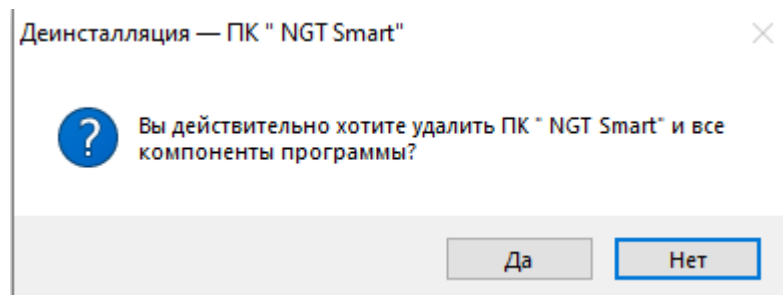 Деинсталляция — ПК " NGT Smart"
Вы действительно хотите удалить ПК " NGT Smart" и все
компоненты программы?
Да
Нет